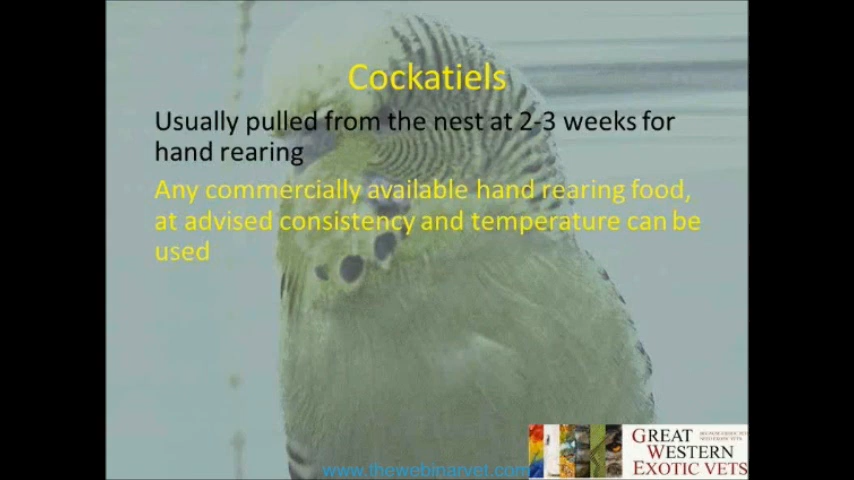 Cockatiels
Usually pulled from the nest at 2-3 weeks for
hand rearing
Any commercially available hand rearing food,
at advised consistency and temperature can be
used
GREAT
WESTERN
EXOTIC VETS
www.thewebinarvet.com